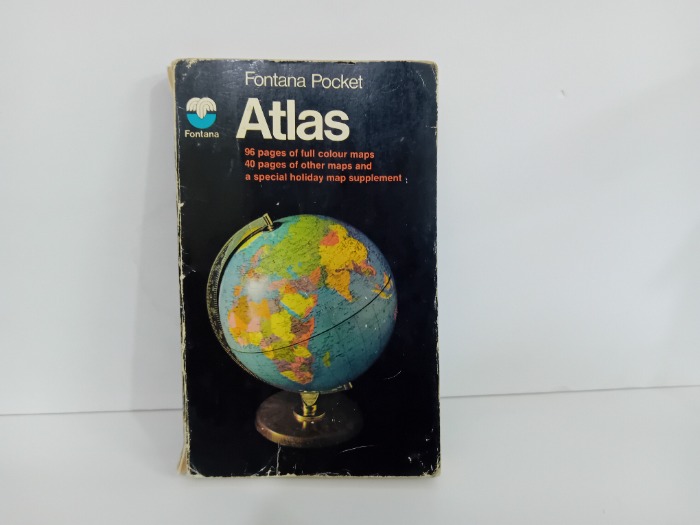 Fontana Pocket
Atlas
Fontana
96 pages of full colour maps
40 pages of other maps and
a special holiday map supplement